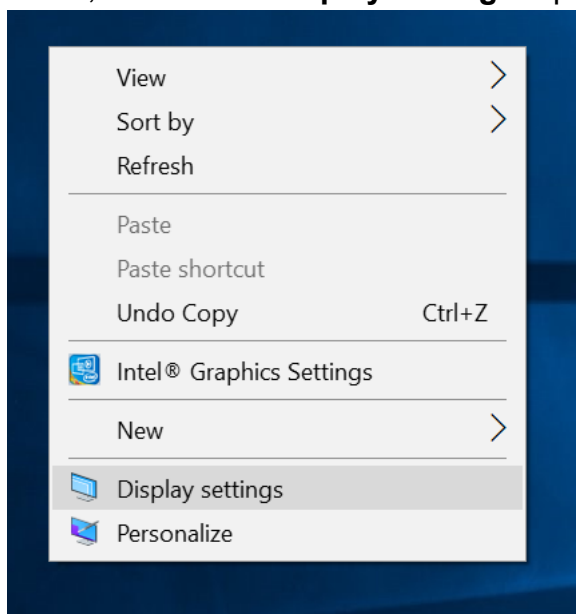 View
Sort by
Refresh
Paste
Paste shortcut
Undo Copy Ctrl+Z
Intel® Graphics Settings
New
Display settings
Personalize